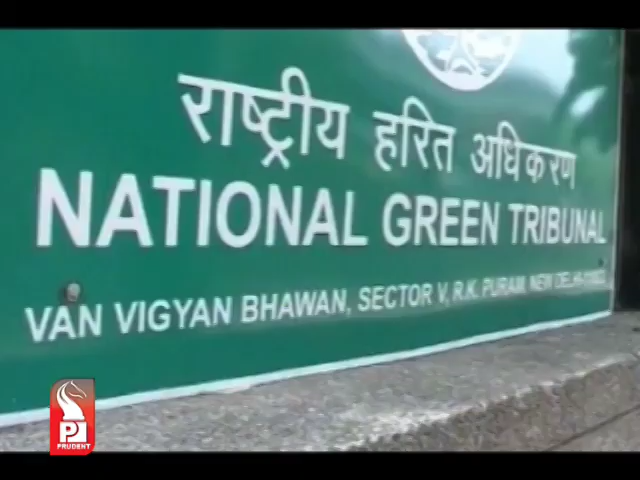 राष्ट्रीय हरित अधिकरण
NATIONAL GREEN TRIBUNAL
VAN VIGYAN BHAWAN, SECTOR V, R.K. PURAM, NEW DELHI
PRUDENT